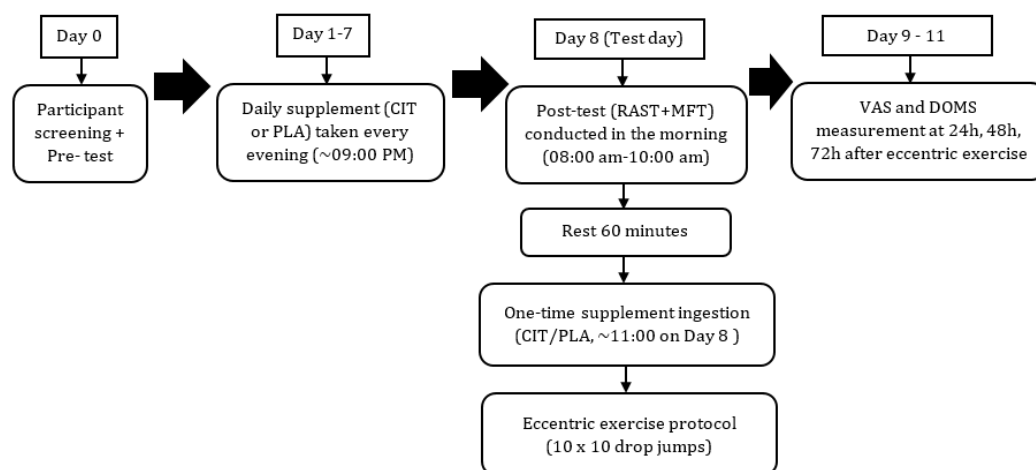 Day 0
Participant
screening +
Pre- test
Day 1-7
Daily supplement (CIT
or PLA) taken every
evening (~09:00 PM)
Day 8 (Test day)
Post-test (RAST+MFT)
conducted in the morning
(08:00 am-10:00 am)
Rest 60 minutes
One-time supplement ingestion
(CIT/PLA, ~11:00 on Day 8 )
Eccentric exercise protocol
(10 x 10 drop jumps)
Day 9 - 11
VAS and DOMS
measurement at 24h, 48h,
72h after eccentric exercise